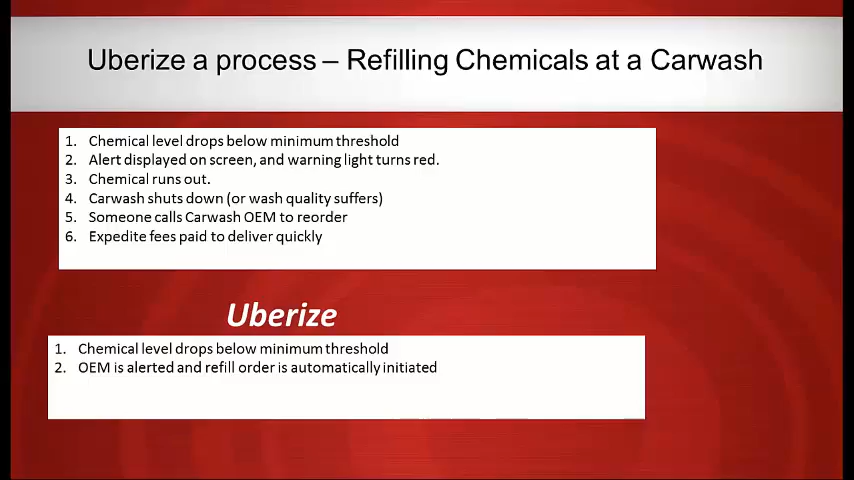 Uberize a process – Refilling Chemicals at a Carwash
1. Chemical level drops below minimum threshold
2. Alert displayed on screen, and warning light turns red.
3. Chemical runs out.
4. Carwash shuts down (or wash quality suffers)
5. Someone calls Carwash OEM to reorder
6. Expedite fees paid to deliver quickly
Uberize
1. Chemical level drops below minimum threshold
2. OEM is alerted and refill order is automatically initiated